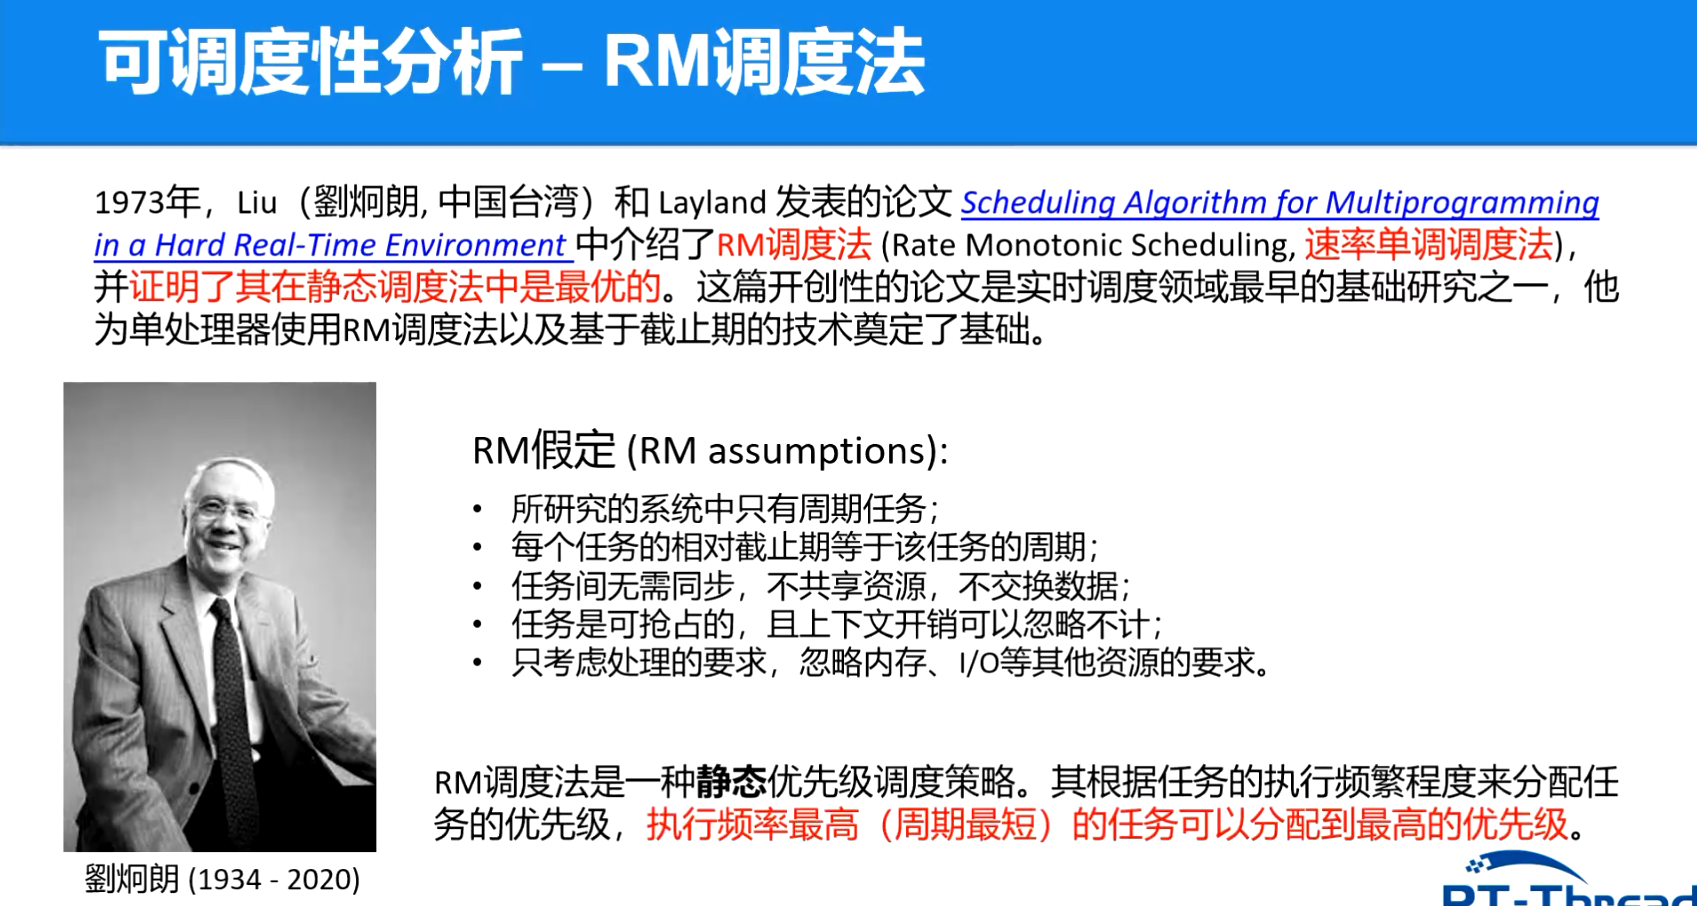 可调度性分析 – RM调度法
1973年，Liu（劉炯朗, 中国台湾）和 Layland 发表的论文 Scheduling Algorithm for Multiprogramming
in a Hard Real-Time Environment 中介绍了RM调度法 (Rate Monotonic Scheduling, 速率单调调度法)，
并证明了其在静态调度法中是最优的。这篇开创性的论文是实时调度领域最早的基础研究之一，他
为单处理器使用RM调度法以及基于截止期的技术奠定了基础。
RM假定 (RM assumptions):
• 所研究的系统中只有周期任务；
• 每个任务的相对截止期等于该任务的周期；
• 任务间无需同步，不共享资源，不交换数据；
• 任务是可抢占的，且上下文开销可以忽略不计；
• 只考虑处理的要求，忽略内存、I/O等其他资源的要求。
RM调度法是一种静态优先级调度策略。其根据任务的执行频繁程度来分配任
务的优先级，执行频率最高（周期最短）的任务可以分配到最高的优先级。
劉炯朗 (1934 - 2020)
RT-Thread